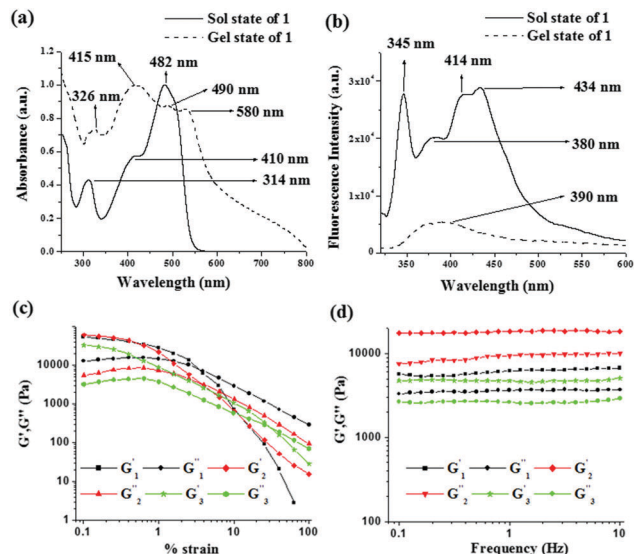 (a)
Sol state of 1
Gel state of 1
415 nm
482 nm
326 nm
490 nm
580 nm
410 nm
314 nm
Absorbance (a.u.)
1.2
1.0
0.8
0.6
0.4
0.2
0.0
300 400 500 600 700 800
Wavelength (nm)
(b)
Sol state of 1
Gel state of 1
345 nm
414 nm
434 nm
380 nm
390 nm
Fluorescence Intensity (a.u.)
3x10⁴
2x10⁴
1x10⁴
0
350 400 450 500 550 600
Wavelength (nm)
(c)
G',G'' (Pa)
10000
1000
100
10
1
G'₁ G''₁ G'₂
G''₂ G'₃ G''₃
0.1 1 10 100
% strain
(d)
G',G'' (Pa)
10000
1000
100
G'₁ G''₁ G'₂
G''₂ G'₃ G''₃
0.1 1 10
Frequency (Hz)